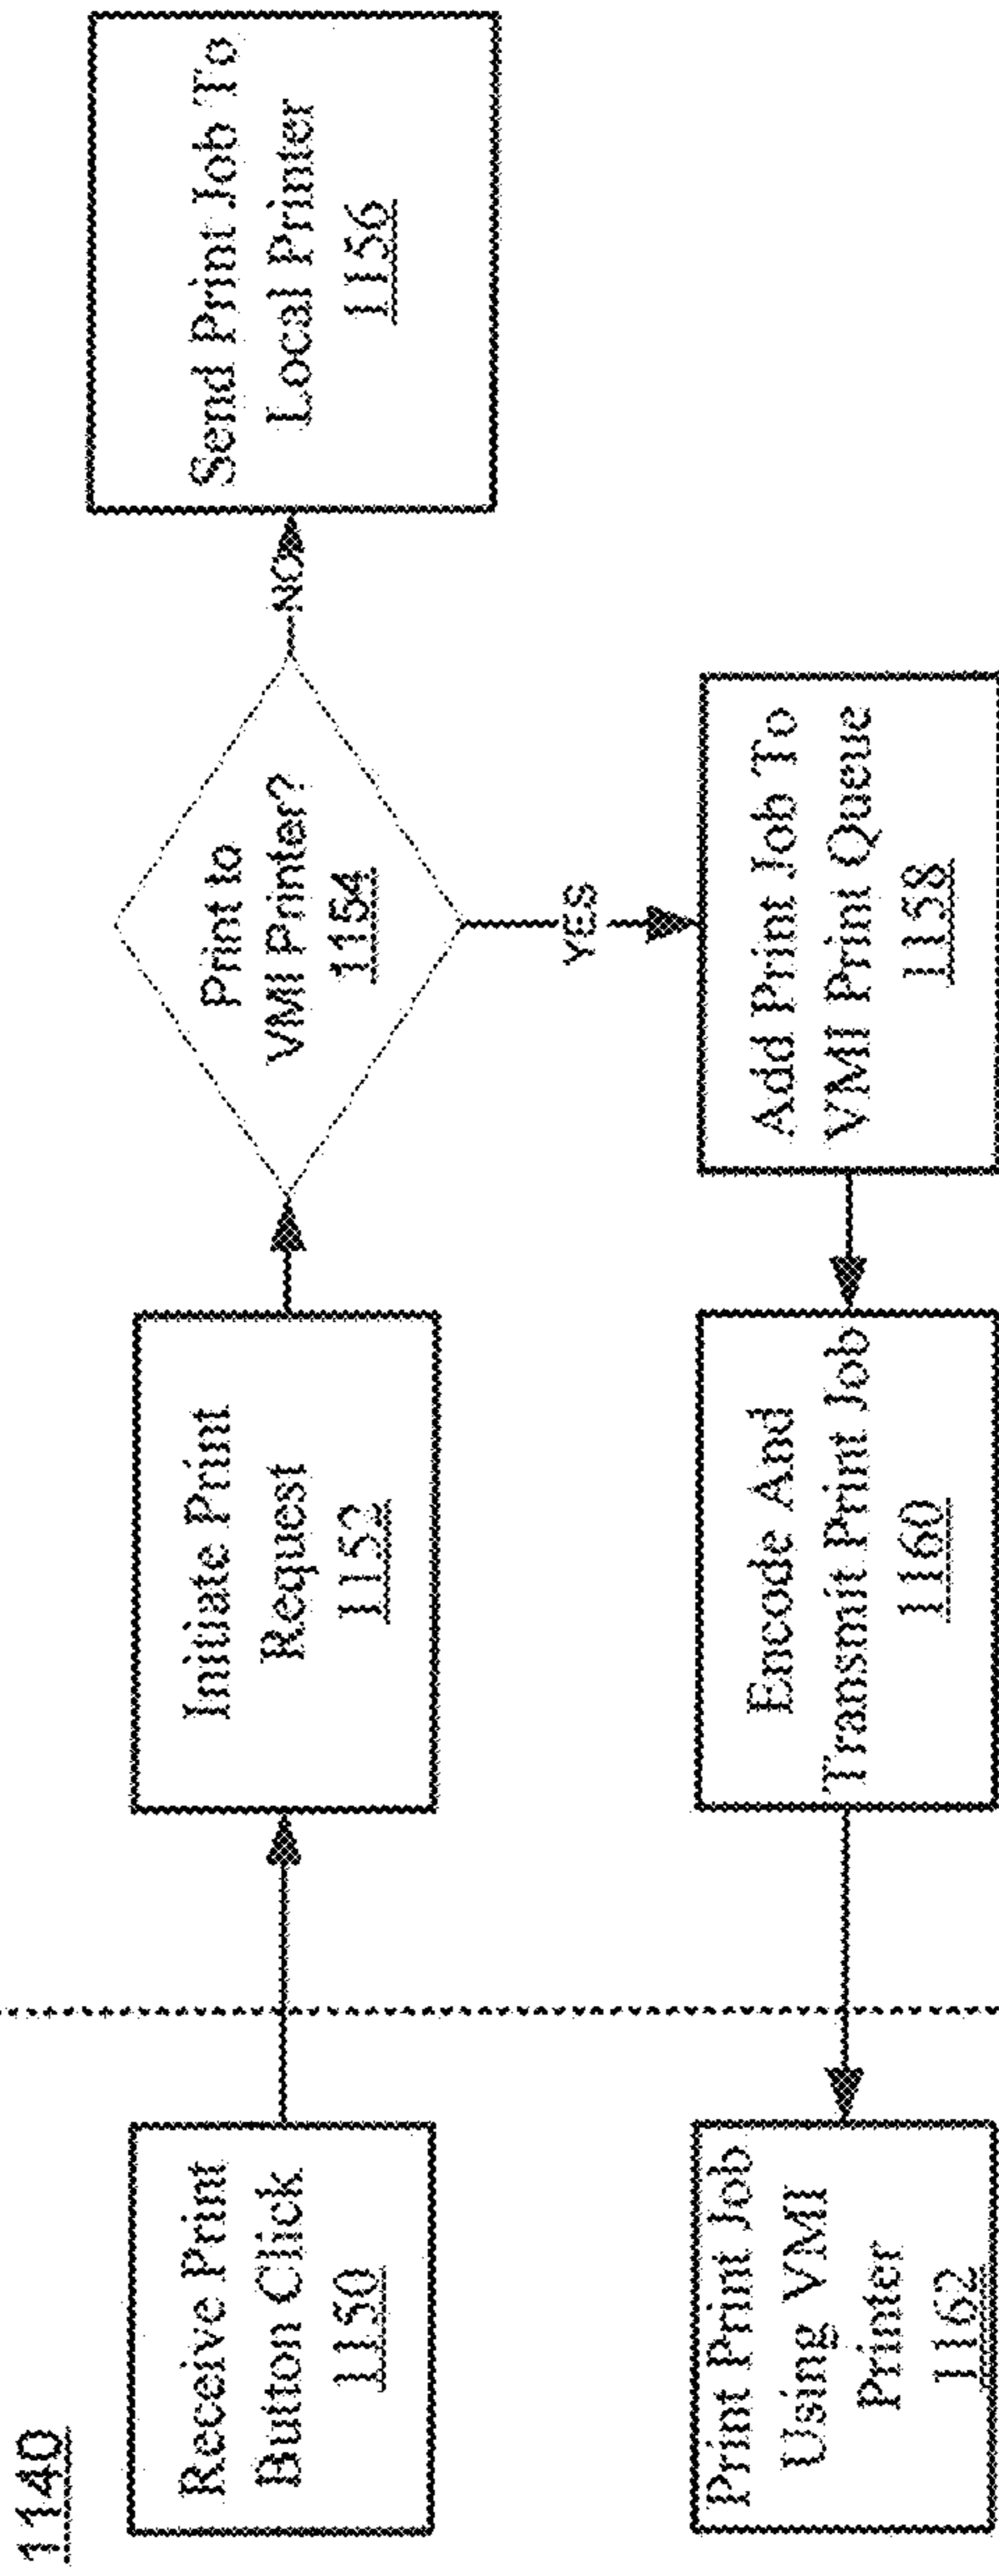 1140
Receive Print
Button Click
1150
Initiate Print
Request
1152
Print to
VMI Printer?
1154
NO
Send Print Job To
Local Printer
1156
YES
Add Print Job To
VMI Print Queue
1158
Encode And
Transmit Print Job
1160
Print Print Job
Using VMI
Printer
1162